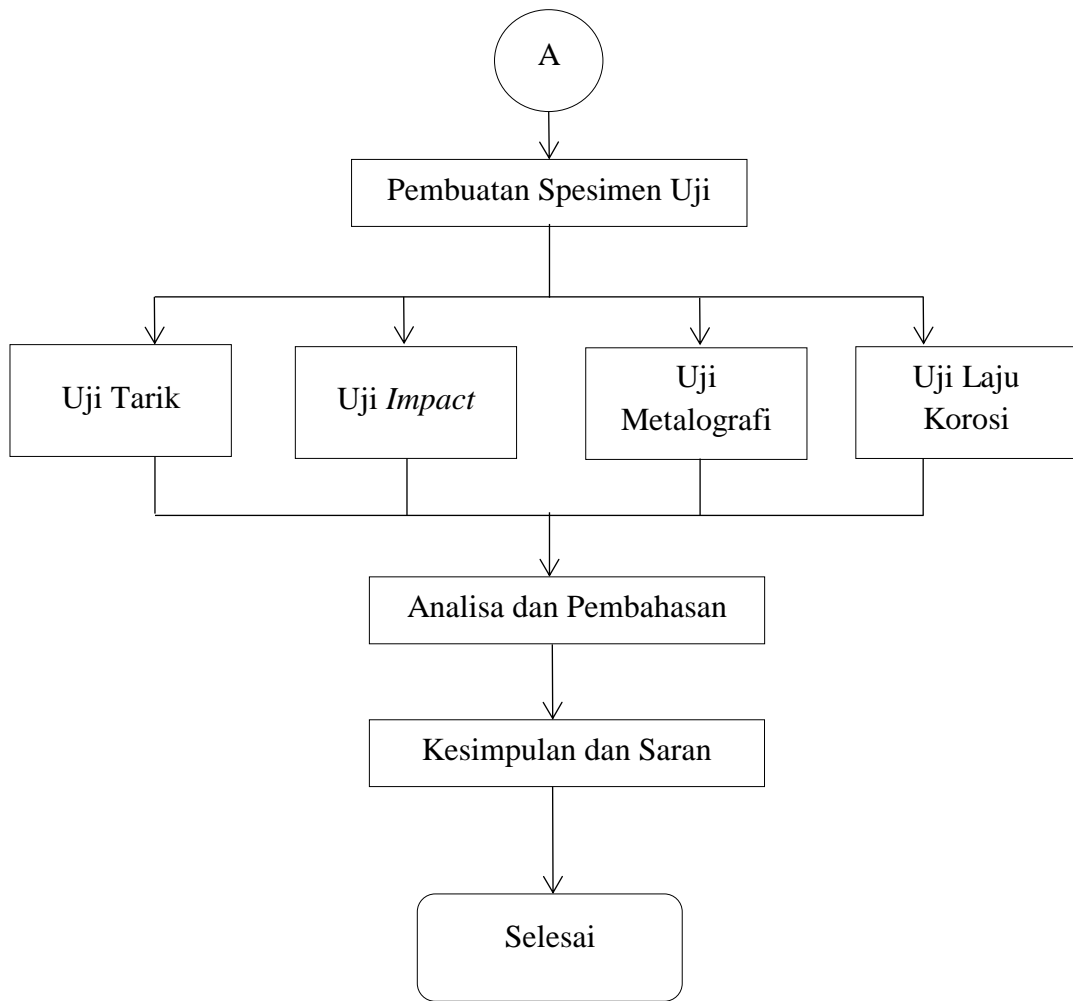 A
Pembuatan Spesimen Uji
Uji Tarik
Uji Impact
Uji
Metalografi
Uji Laju
Korosi
Analisa dan Pembahasan
Kesimpulan dan Saran
Selesai